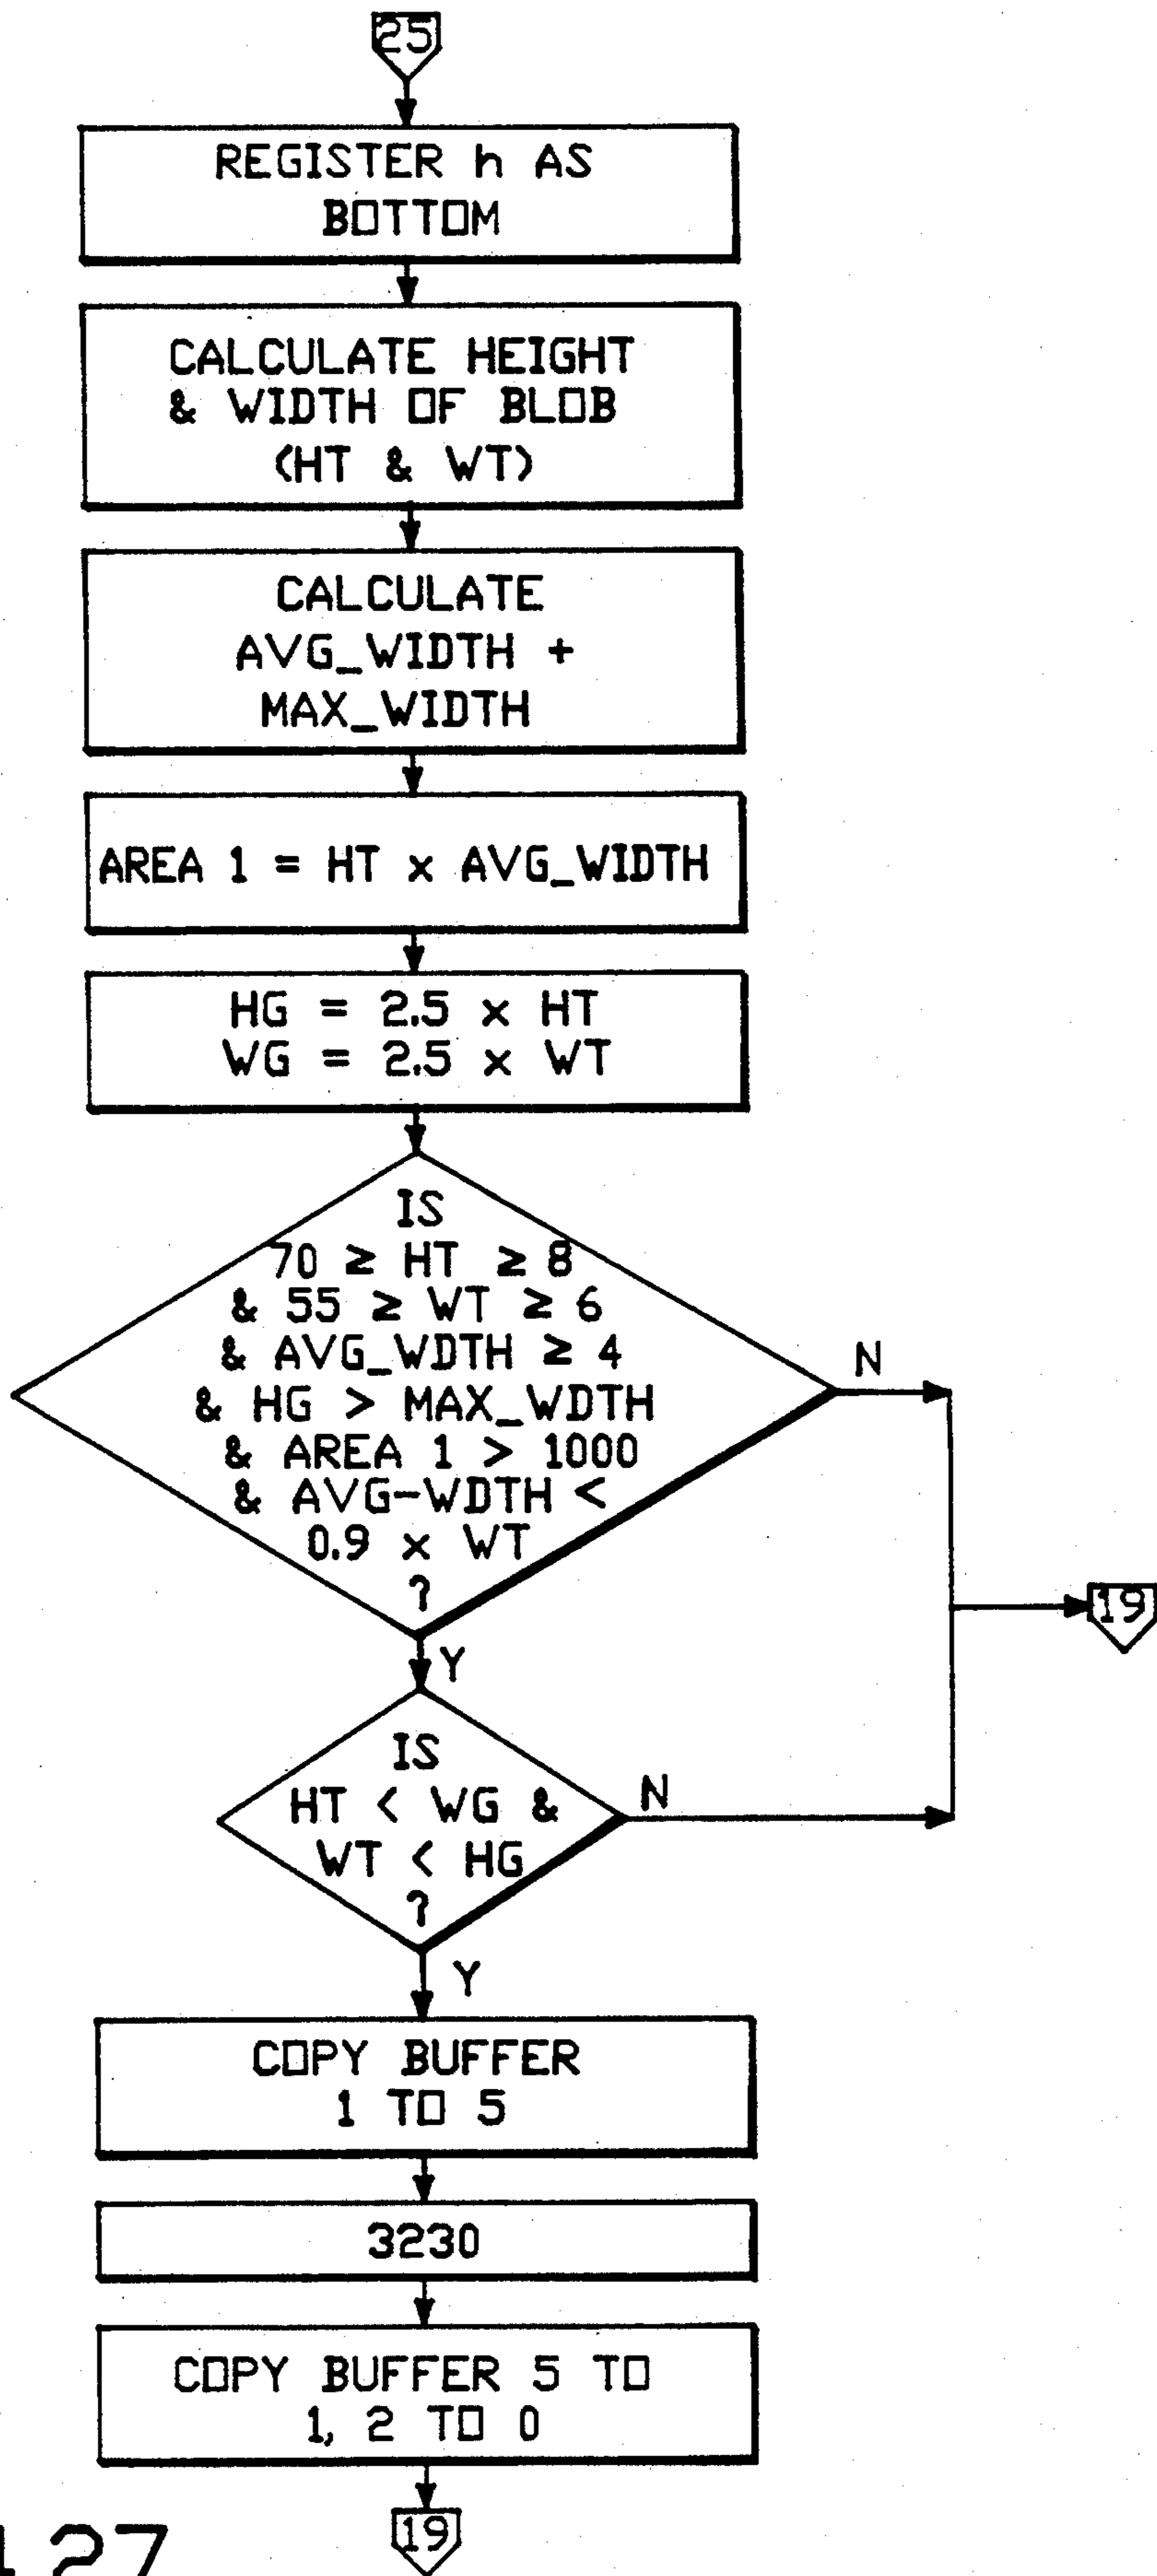 25
REGISTER h AS
BOTTOM
CALCULATE HEIGHT
& WIDTH OF BLOB
(HT & WT)
CALCULATE
AVG_WIDTH +
MAX_WIDTH
AREA 1 = HT x AVG_WIDTH
HG = 2.5 x HT
WG = 2.5 x WT
IS
70 ≥ HT ≥ 8
& 55 ≥ WT ≥ 6
& AVG_WDTH ≥ 4
& HG > MAX_WDTH
& AREA 1 > 1000
& AVG-WDTH <
0.9 x WT
?
N
19
Y
IS
HT < WG &
WT < HG
?
N
Y
COPY BUFFER
1 TO 5
3230
COPY BUFFER 5 TO
1, 2 TO 0
19
27